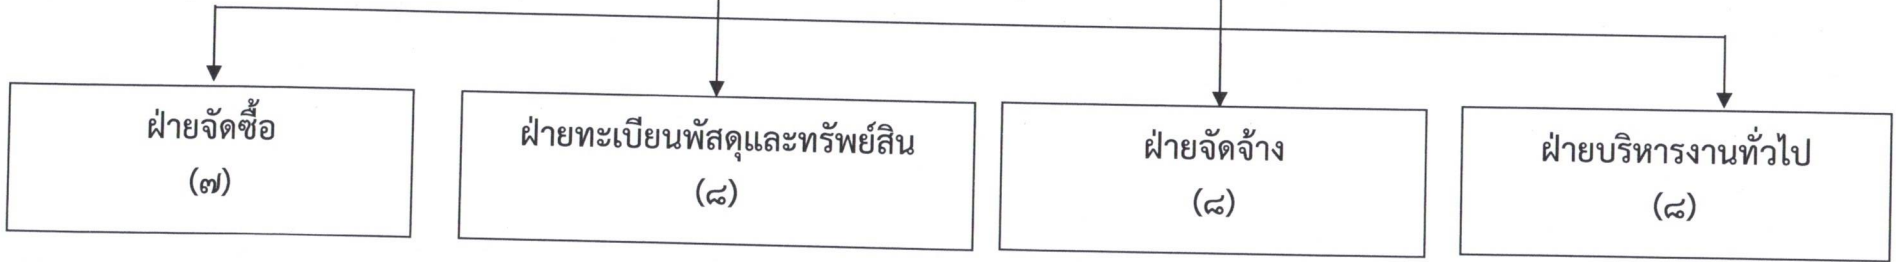 ฝ่ายจัดซื้อ
(๗)
ฝ่ายทะเบียนพัสดุและทรัพย์สิน
(๘)
ฝ่ายจัดจ้าง
(๘)
ฝ่ายบริหารงานทั่วไป
(๘)